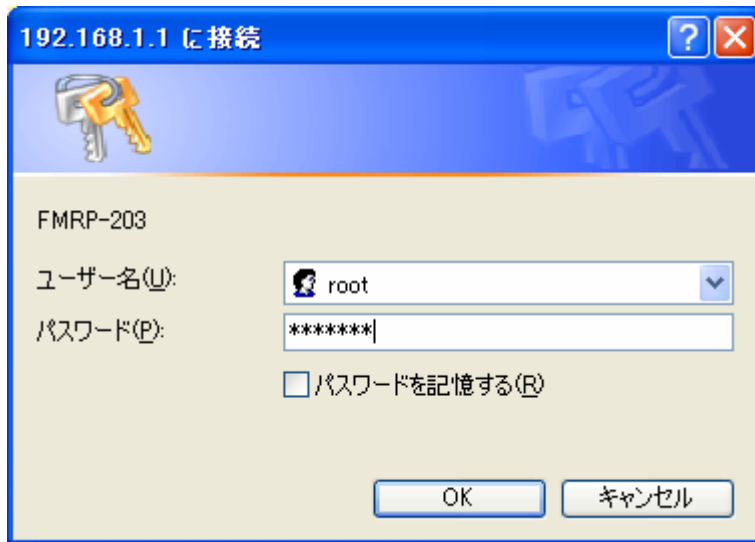 192.168.1.1 に接続
FMRP-203
ユーザー名(U):
root
パスワード(P):
*******
パスワードを記憶する(R)
OK
キャンセル